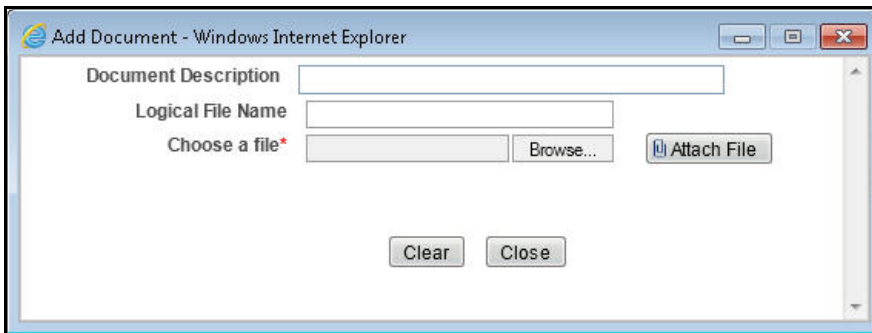 Add Document - Windows Internet Explorer
Document Description
Logical File Name
Choose a file* Browse... Attach File
Clear Close